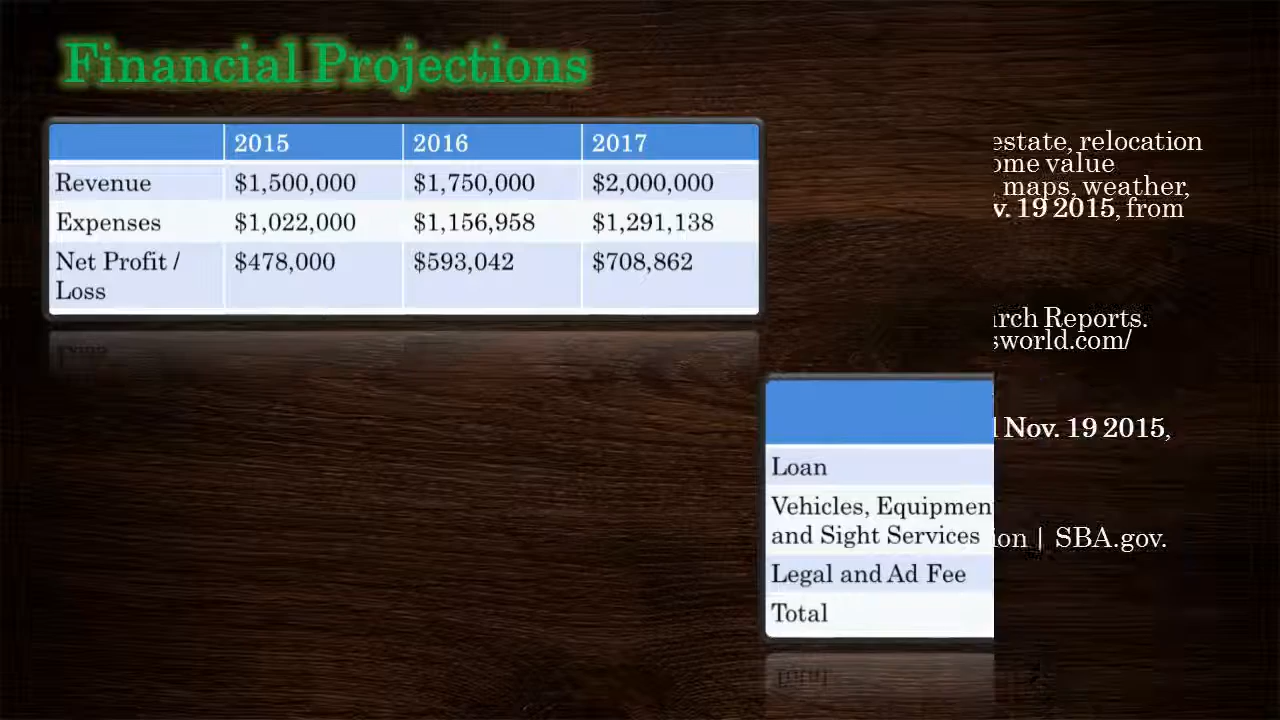 Financial Projections
2015 2016 2017
Revenue $1,500,000 $1,750,000 $2,000,000
Expenses $1,022,000 $1,156,958 $1,291,138
Net Profit / $478,000 $593,042 $708,862
Loss
estate, relocation
ome value
maps, weather,
v. 19 2015, from
arch Reports.
sworld.com/
Nov. 19 2015,
Loan
Vehicles, Equipmen
and Sight Services
ion | SBA.gov.
Legal and Ad Fee
Total